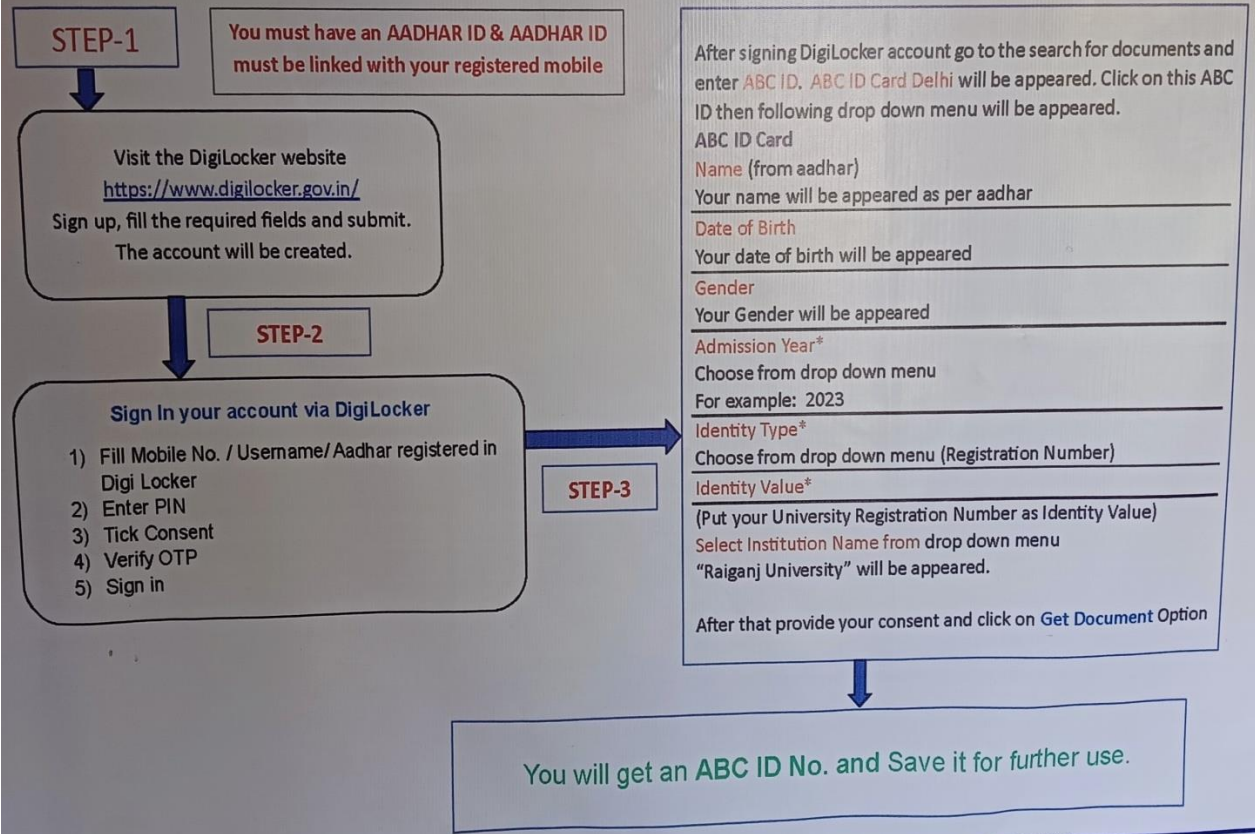 STEP-1
You must have an AADHAR ID & AADHAR ID
must be linked with your registered mobile
Visit the DigiLocker website
https://www.digilocker.gov.in/
Sign up, fill the required fields and submit.
The account will be created.
STEP-2
Sign In your account via DigiLocker
1) Fill Mobile No. / Username/ Aadhar registered in
Digi Locker
2) Enter PIN
3) Tick Consent
4) Verify OTP
5) Sign in
STEP-3
After signing DigiLocker account go to the search for documents and
enter ABC ID. ABC ID Card Delhi will be appeared. Click on this ABC
ID then following drop down menu will be appeared.
ABC ID Card
Name (from aadhar)
Your name will be appeared as per aadhar
Date of Birth
Your date of birth will be appeared
Gender
Your Gender will be appeared
Admission Year*
Choose from drop down menu
For example: 2023
Identity Type*
Choose from drop down menu (Registration Number)
Identity Value*
(Put your University Registration Number as Identity Value)
Select Institution Name from drop down menu
“Raiganj University” will be appeared.
After that provide your consent and click on Get Document Option
You will get an ABC ID No. and Save it for further use.